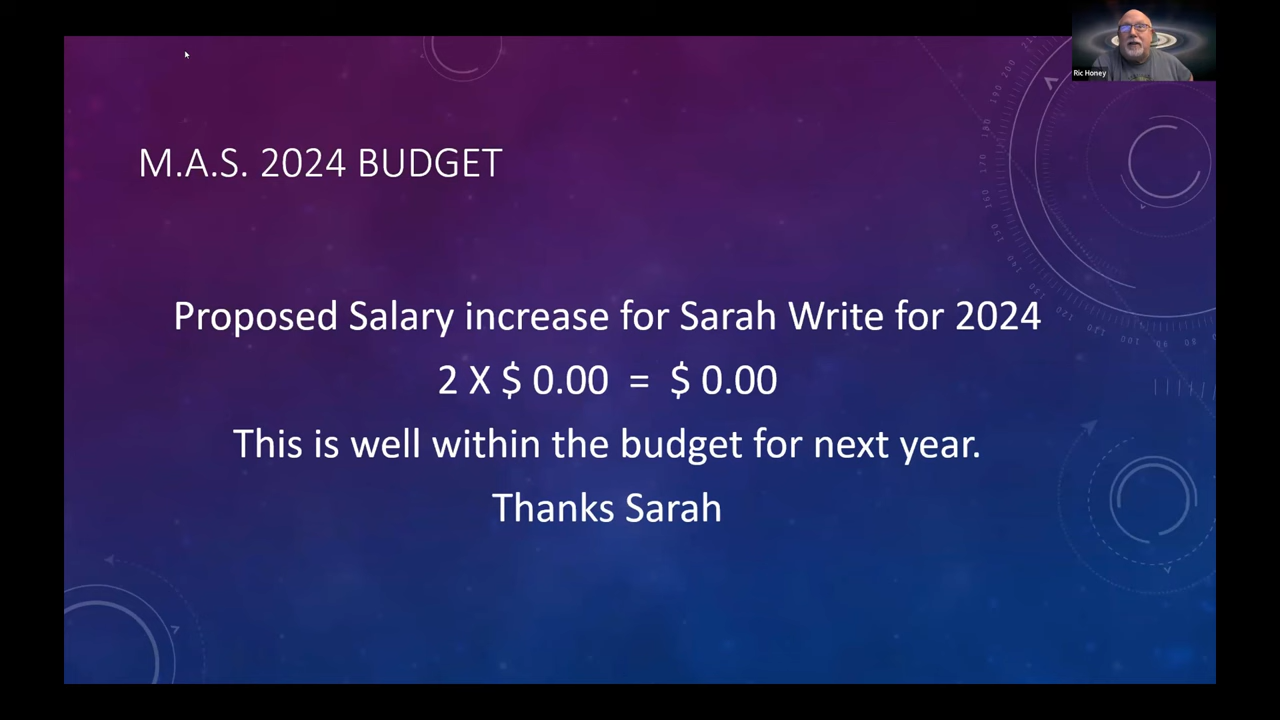 Ric Honey
M.A.S. 2024 BUDGET
Proposed Salary increase for Sarah Write for 2024
2 X $ 0.00 = $ 0.00
This is well within the budget for next year.
Thanks Sarah